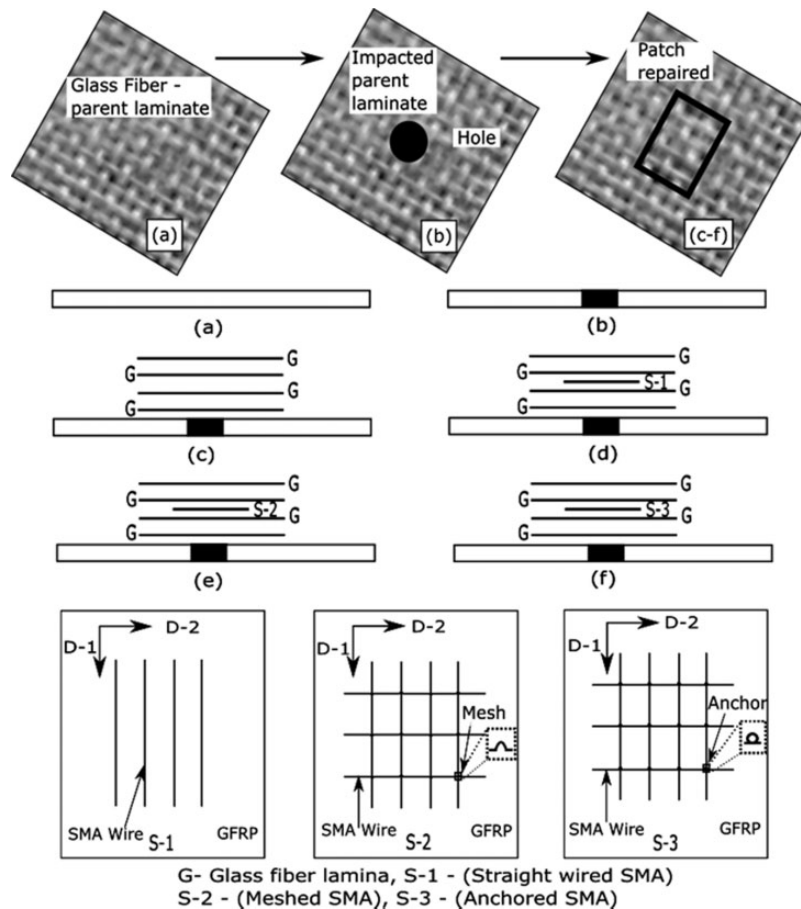 Glass Fiber -
parent laminate
(a)
Impacted
parent
laminate
Hole
(b)
Patch
repaired
(c-f)
(a)
(b)
G
G
G
G
(c)
G
G
S-1
G
G
(d)
G
G
S-2
G
G
(e)
G
G
S-3
G
G
(f)
D-2
D-1
SMA Wire
S-1
GFRP
D-2
D-1
Mesh
SMA Wire
S-2
GFRP
D-2
D-1
Anchor
SMA Wire
S-3
GFRP
G- Glass fiber lamina, S-1 - (Straight wired SMA)
S-2 - (Meshed SMA), S-3 - (Anchored SMA)